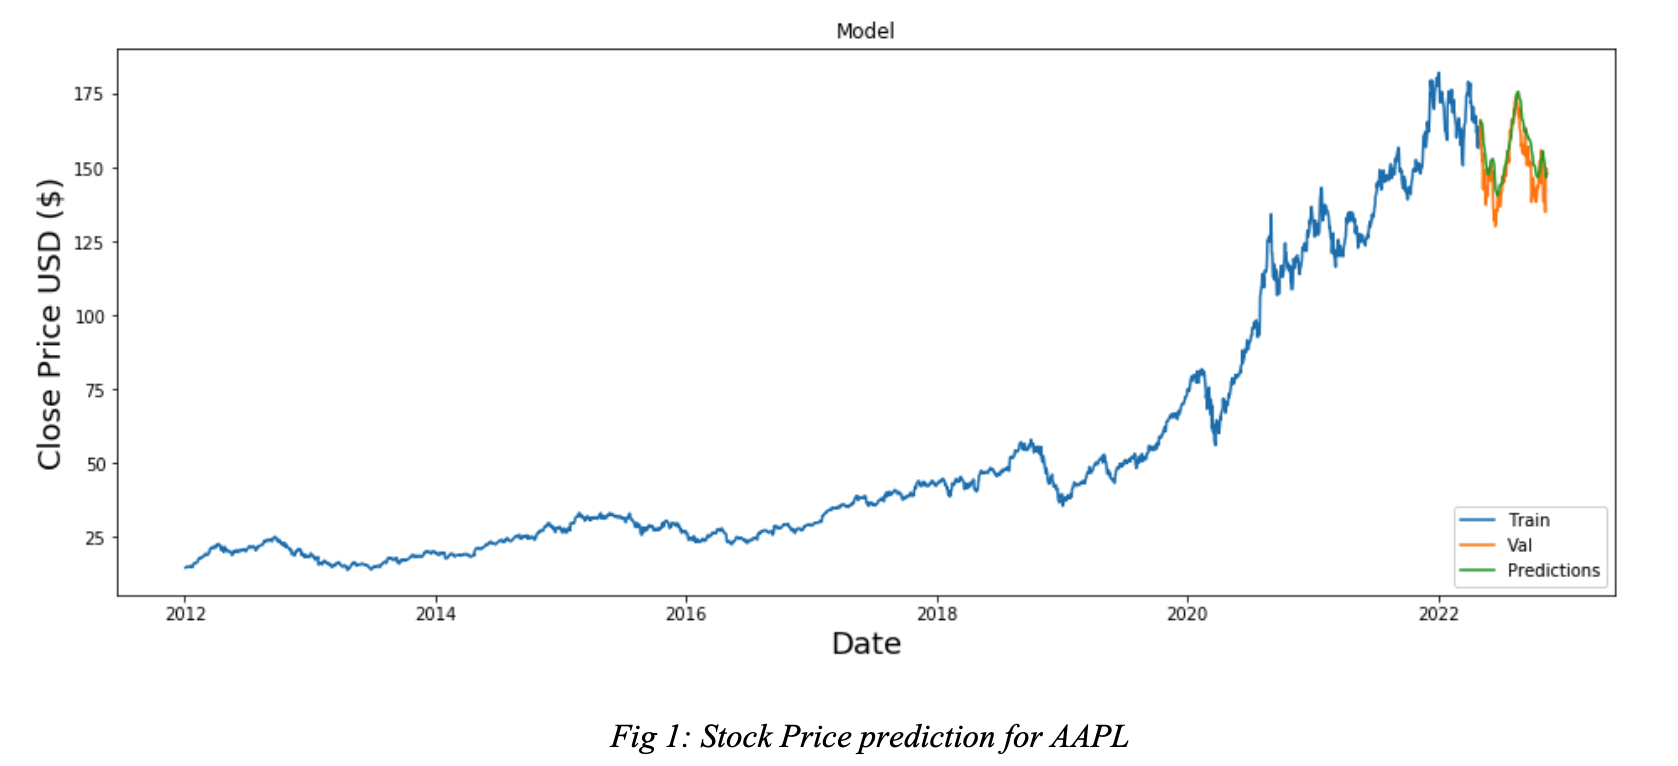 Model
175
150
125
100
75
50
25
Close Price USD ($)
Train
Val
Predictions
2012 2014 2016 2018 2020 2022
Date
Fig 1: Stock Price prediction for AAPL